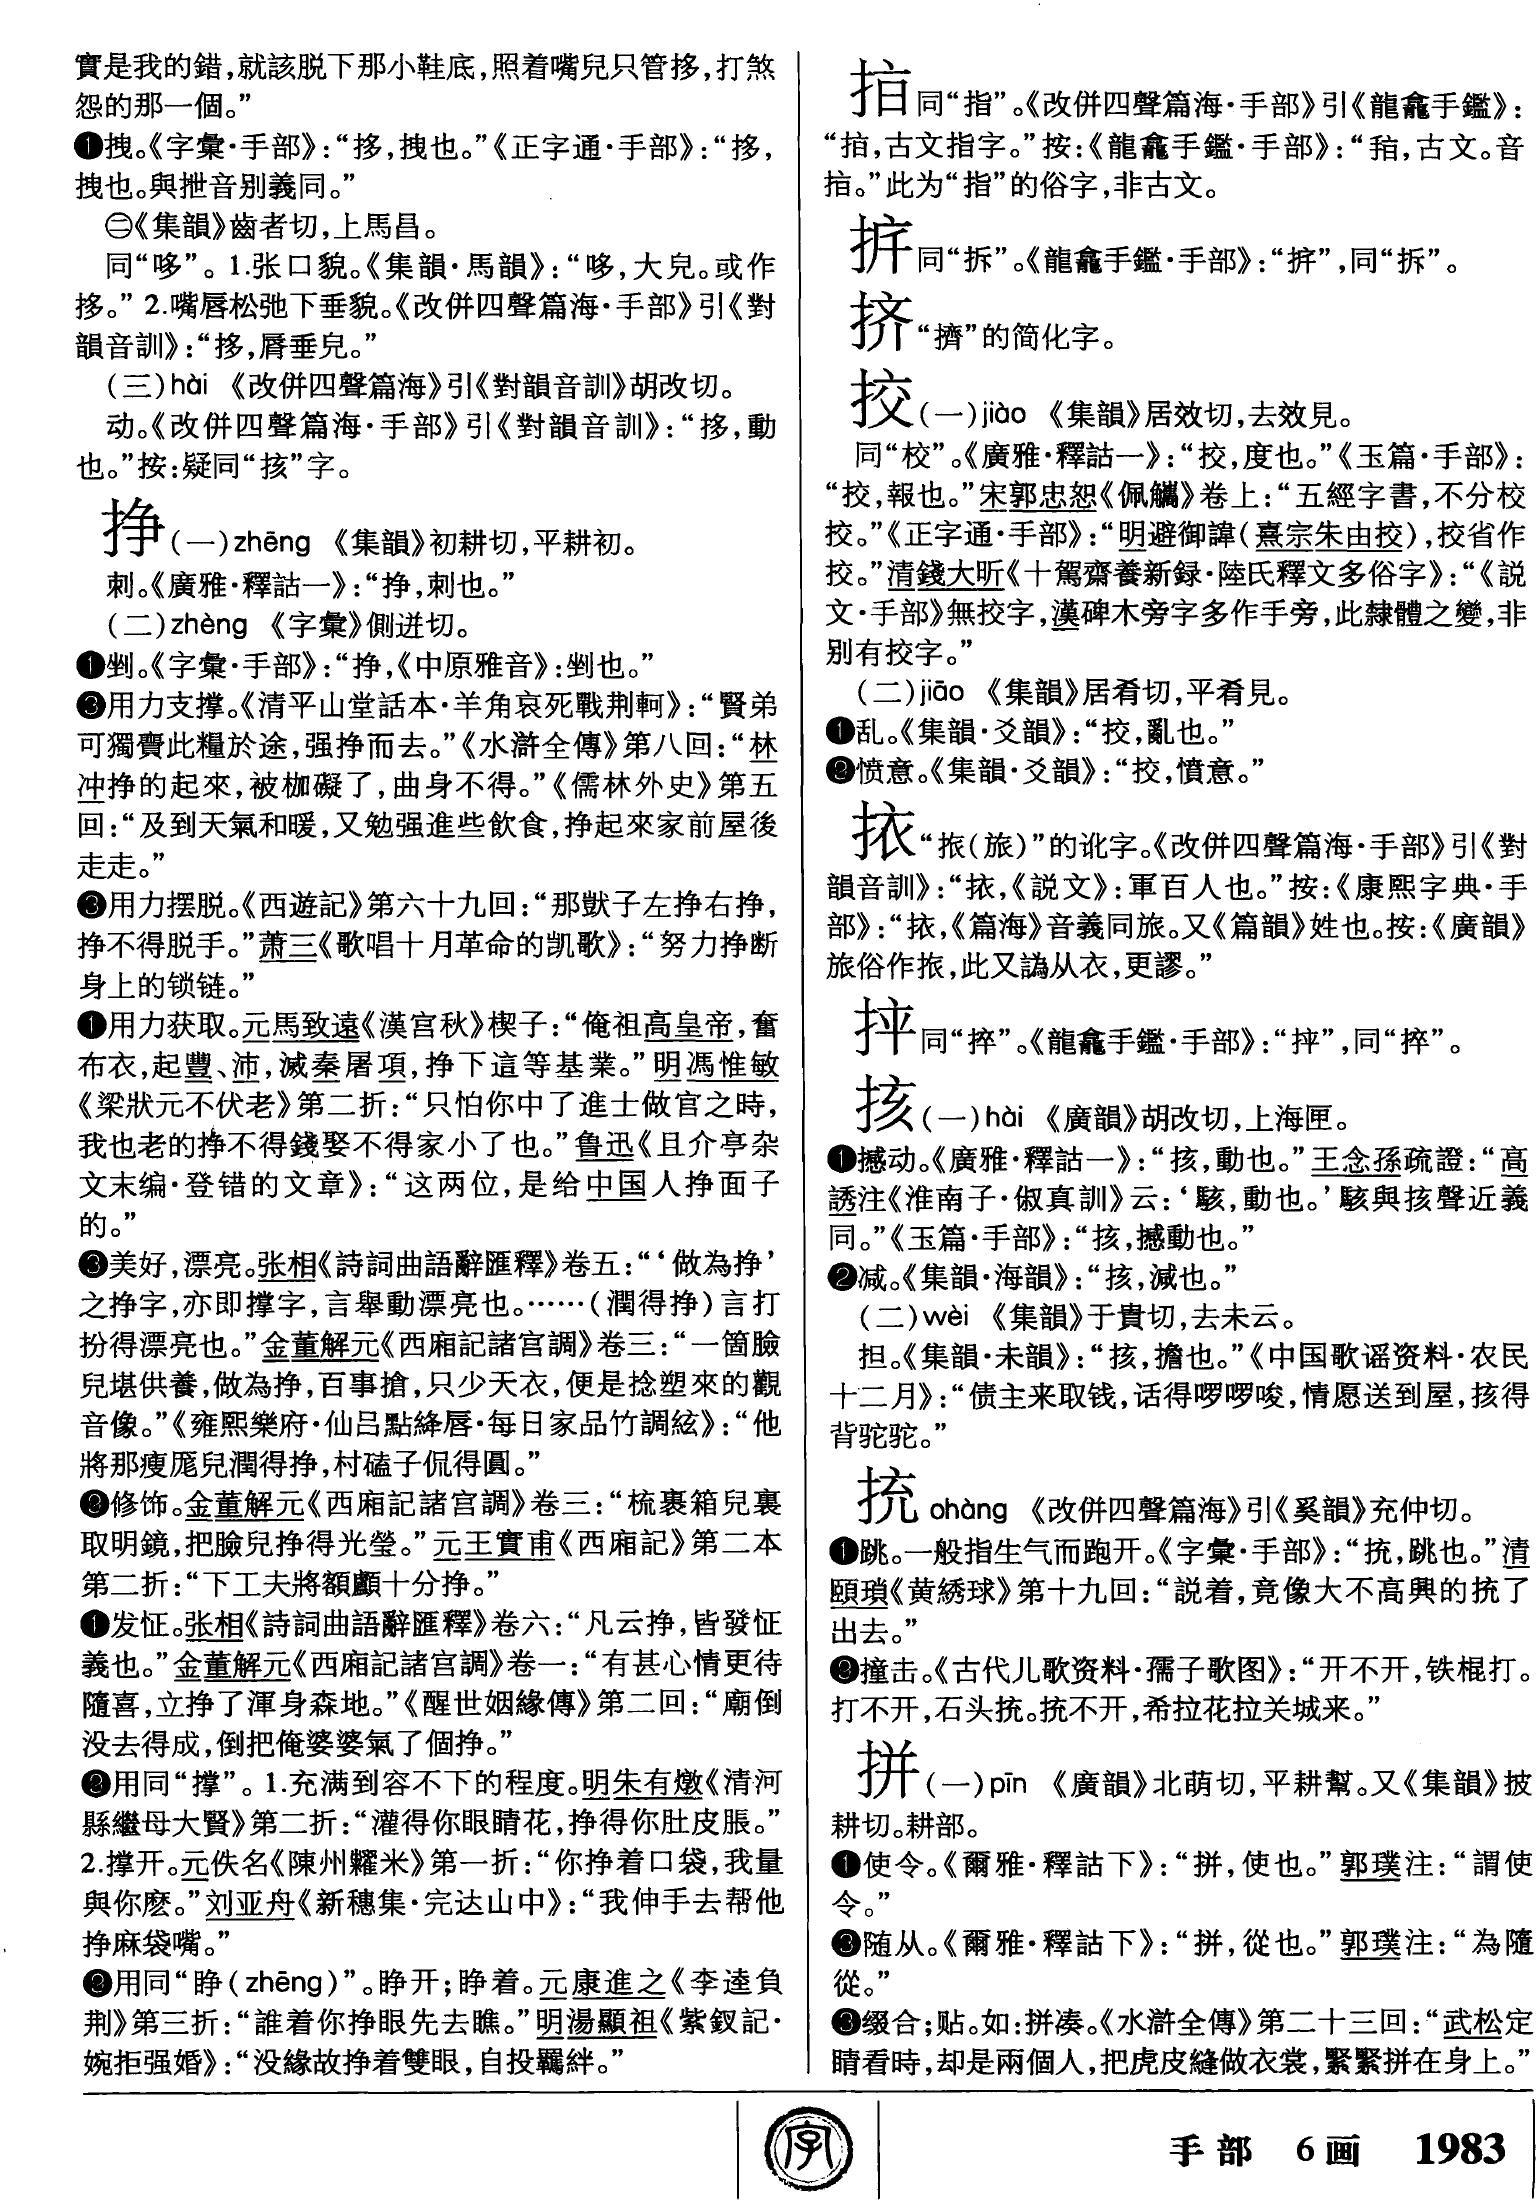 實是我的錯，就該脱下那小鞋底，照着嘴兒只管拸，打煞
怨的那一個。”
❶拽。《字彙·手部》：“拸，拽也。”《正字通·手部》：“拸，
拽也。與抴音别義同。”
㊁《集韻》齒者切，上馬昌。
同“哆”。1.张口貌。《集韻·馬韻》：“哆，大皃。或作
拸。”2.嘴唇松弛下垂貌。《改併四聲篇海·手部》引《對
韻音訓》：“拸，脣垂皃。”
（三）hài 《改併四聲篇海》引《對韻音訓》胡改切。
动。《改併四聲篇海·手部》引《對韻音訓》：“拸，動
也。”按：疑同“㧡”字。
挣（一）zhēng 《集韻》初耕切，平耕初。
刺。《廣雅·釋詁一》：“挣，刺也。”
（二）zhèng 《字彙》側迸切。
❶剉。《字彙·手部》：“挣，《中原雅音》：剉也。”
❸用力支撑。《清平山堂話本·羊角哀死戰荆軻》：“賢弟
可獨賫此糧於途，强挣而去。”《水滸全傳》第八回：“林
冲挣的起來，被枷礙了，曲身不得。”《儒林外史》第五
回：“及到天氣和暖，又勉强進些飲食，挣起來家前屋後
走走。”
❸用力摆脱。《西遊記》第六十九回：“那獃子左挣右挣，
挣不得脱手。”萧三《歌唱十月革命的凯歌》：“努力挣断
身上的锁链。”
❶用力获取。元馬致遠《漢宫秋》楔子：“俺祖高皇帝，奮
布衣，起豐、沛，滅秦屠項，挣下這等基業。”明馮惟敏
《梁狀元不伏老》第二折：“只怕你中了進士做官之時，
我也老的挣不得錢娶不得家小了也。”鲁迅《且介亭杂
文末编·登错的文章》：“这两位，是给中国人挣面子
的。”
❸美好，漂亮。张相《詩詞曲語辭匯釋》卷五：“‘做為挣’
之挣字，亦即撑字，言舉動漂亮也。……（潤得挣）言打
扮得漂亮也。”金董解元《西廂記諸宫調》卷三：“一箇臉
兒堪供養，做為挣，百事搶，只少天衣，便是捻塑來的觀
音像。”《雍熙樂府·仙吕點絳唇·每日家品竹調絃》：“他
將那瘦厖兒潤得挣，村磕子侃得圓。”
❷修饰。金董解元《西廂記諸宫調》卷三：“梳裹箱兒裏
取明鏡，把臉兒挣得光瑩。”元王實甫《西廂記》第二本
第二折：“下工夫將額顱十分挣。”
❶发怔。张相《詩詞曲語辭匯釋》卷六：“凡云挣，皆發怔
義也。”金董解元《西廂記諸宫調》卷一：“有甚心情更待
隨喜，立挣了渾身森地。”《醒世姻緣傳》第二回：“廟倒
没去得成，倒把俺婆婆氣了個挣。”
❷用同“撑”。1.充满到容不下的程度。明朱有燉《清河
縣繼母大賢》第二折：“灌得你眼睛花，挣得你肚皮脹。”
2.撑开。元佚名《陳州糶米》第一折：“你挣着口袋，我量
與你麽。”刘亚舟《新穗集·完达山中》：“我伸手去帮他
挣麻袋嘴。”
❷用同“睁（zhēng）”。睁开；睁着。元康進之《李逵負
荆》第三折：“誰着你挣眼先去瞧。”明湯顯祖《紫釵記·
婉拒强婚》：“没緣故挣着雙眼，自投羈絆。”
㨁同“指”。《改併四聲篇海·手部》引《龍龕手鑑》：
“，古文指字。”按：《龍龕手鑑·手部》：“，古文。音
。”此为“指”的俗字，非古文。
同“拆”。《龍龕手鑑·手部》：“”，同“拆”。
挤“擠”的简化字。
挍（一）jiào 《集韻》居效切，去效見。
同“校”。《廣雅·釋詁一》：“挍，度也。”《玉篇·手部》：
“挍，報也。”宋郭忠恕《佩觿》卷上：“五經字書，不分校
挍。”《正字通·手部》：“明避御諱（熹宗朱由挍），挍省作
挍。”清錢大昕《十駕齋養新録·陸氏釋文多俗字》：“《説
文·手部》無挍字，漢碑木旁字多作手旁，此隸體之變，非
别有挍字。”
（二）jiāo 《集韻》居肴切，平肴見。
❶乱。《集韻·爻韻》：“挍，亂也。”
❷愤意。《集韻·爻韻》：“挍，憤意。”
挔“（旅）”的讹字。《改併四聲篇海·手部》引《對
韻音訓》：“挔，《説文》：軍百人也。”按：《康熙字典·手
部》：“挔，《篇海》音義同旅。又《篇韻》姓也。按：《廣韻》
旅俗作，此又譌从衣，更謬。”
同“捽”。《龍龕手鑑·手部》：“”，同“捽”。
㧡（一）hài 《廣韻》胡改切，上海匣。
❶撼动。《廣雅·釋詁一》：“㧡，動也。”王念孫疏證：“高
誘注《淮南子·俶真訓》云：‘駭，動也。’駭與㧡聲近義
同。”《玉篇·手部》：“㧡，撼動也。”
❷减。《集韻·海韻》：“㧡，減也。”
（二）wèi 《集韻》于貴切，去未云。
担。《集韻·未韻》：“㧡，擔也。”《中国歌谣资料·农民
十二月》：“债主来取钱，话得啰啰唆，情愿送到屋，㧡得
背驼驼。”
㧤ohàng 《改併四聲篇海》引《奚韻》充仲切。
❶跳。一般指生气而跑开。《字彙·手部》：“㧤，跳也。”清
頤瑣《黄綉球》第十九回：“説着，竟像大不高興的㧤了
出去。”
❷撞击。《古代儿歌资料·孺子歌图》：“开不开，铁棍打。
打不开，石头㧤。㧤不开，希拉花拉关城来。”
拼（一）pīn 《廣韻》北萌切，平耕幫。又《集韻》披
耕切。耕部。
❶使令。《爾雅·釋詁下》：“拼，使也。”郭璞注：“謂使
令。”
❸随从。《爾雅·釋詁下》：“拼，從也。”郭璞注：“為隨
從。”
❸缀合；贴。如：拼凑。《水滸全傳》第二十三回：“武松定
睛看時，却是兩個人，把虎皮縫做衣裳，緊緊拼在身上。”
字
手部 6画 1983